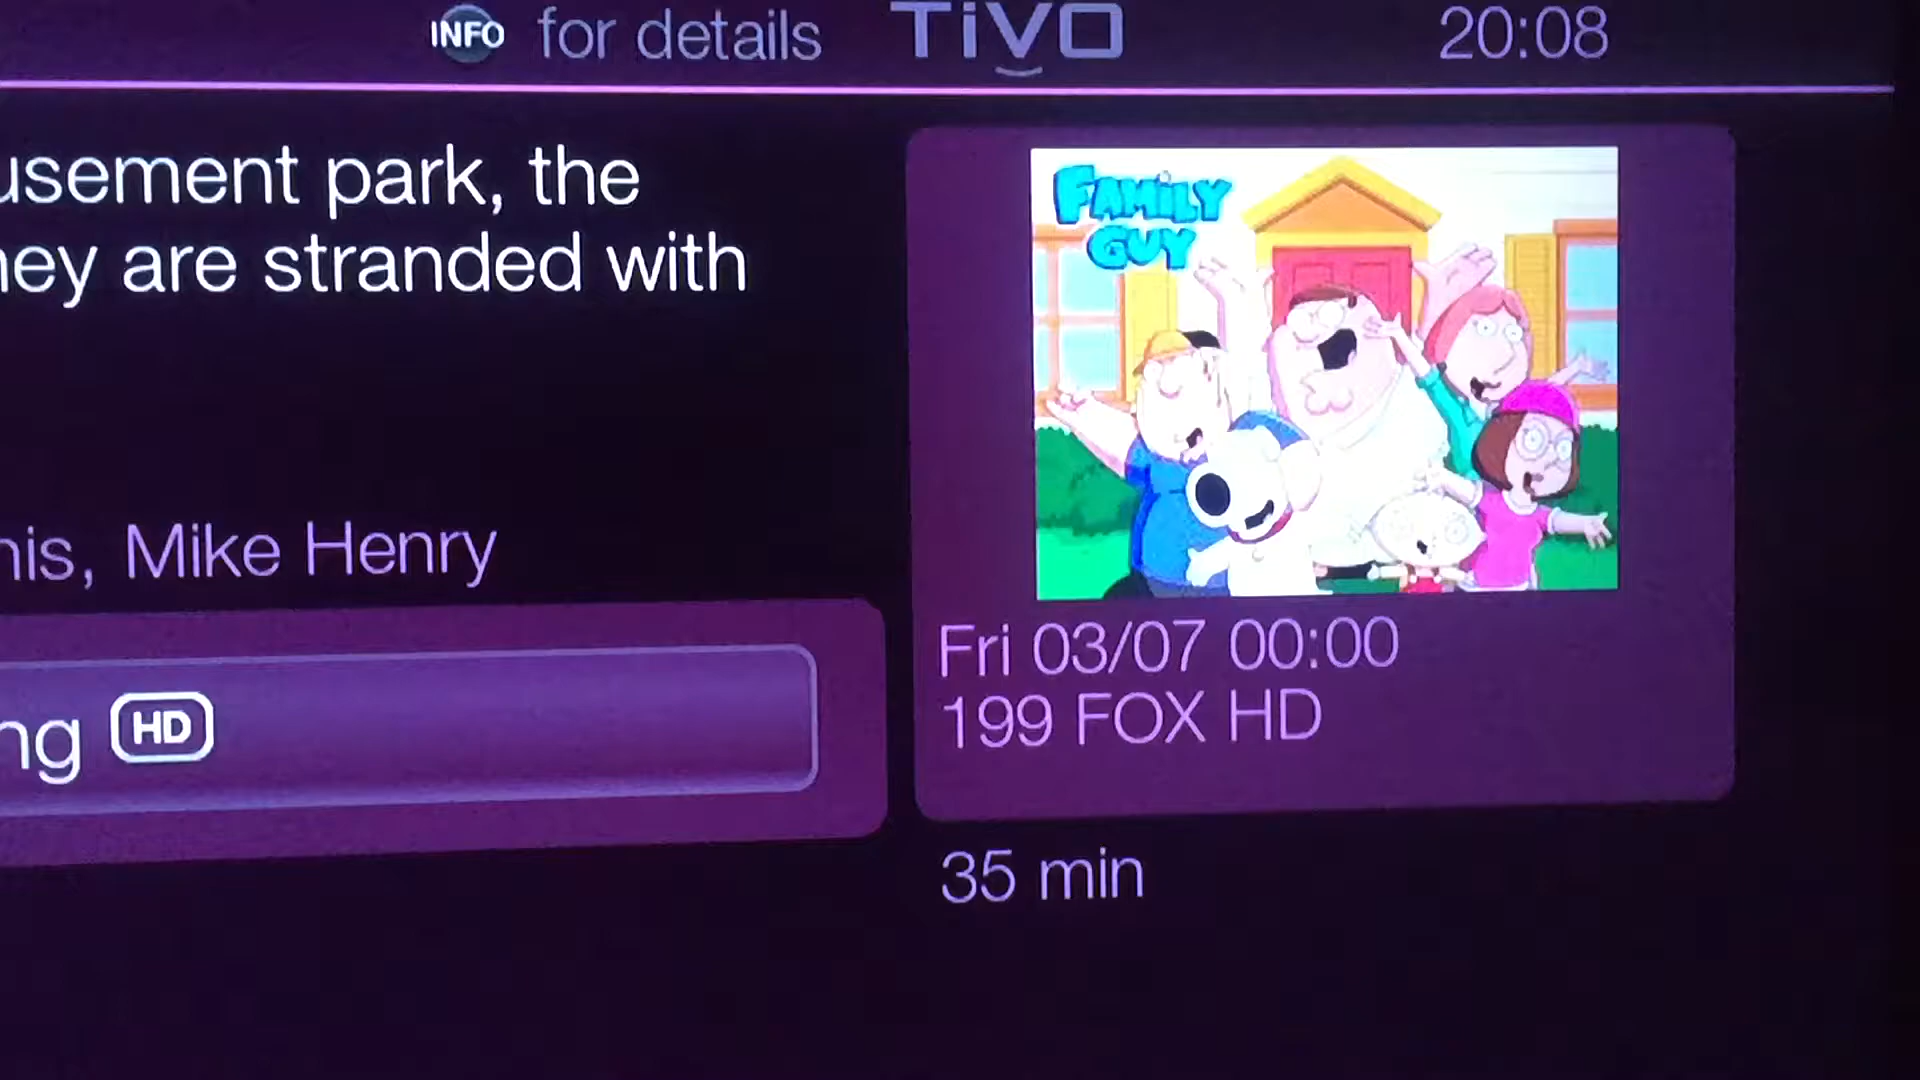 INFO for details TiVo 20:08
usement park, the
hey are stranded with
FAMILY
GUY
nis, Mike Henry
Fri 03/07 00:00
199 FOX HD
ng HD
35 min